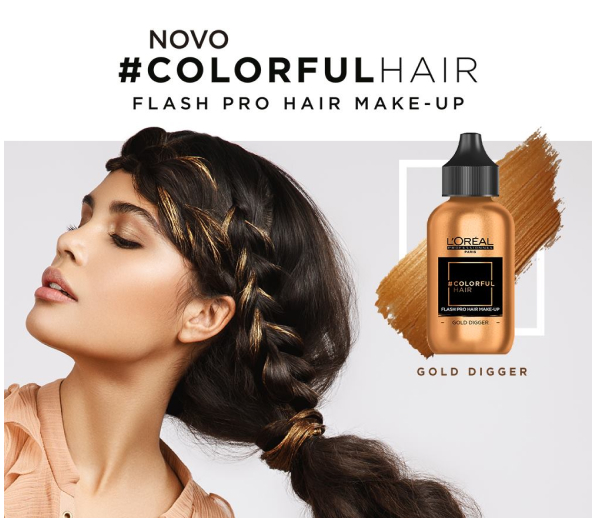 NOVO
#COLORFULHAIR
FLASH PRO HAIR MAKE-UP
L'ORÉAL
PROFESSIONNEL
PARIS
#COLORFUL
HAIR
FLASH PRO HAIR MAKE-UP
GOLD DIGGER
GOLD DIGGER